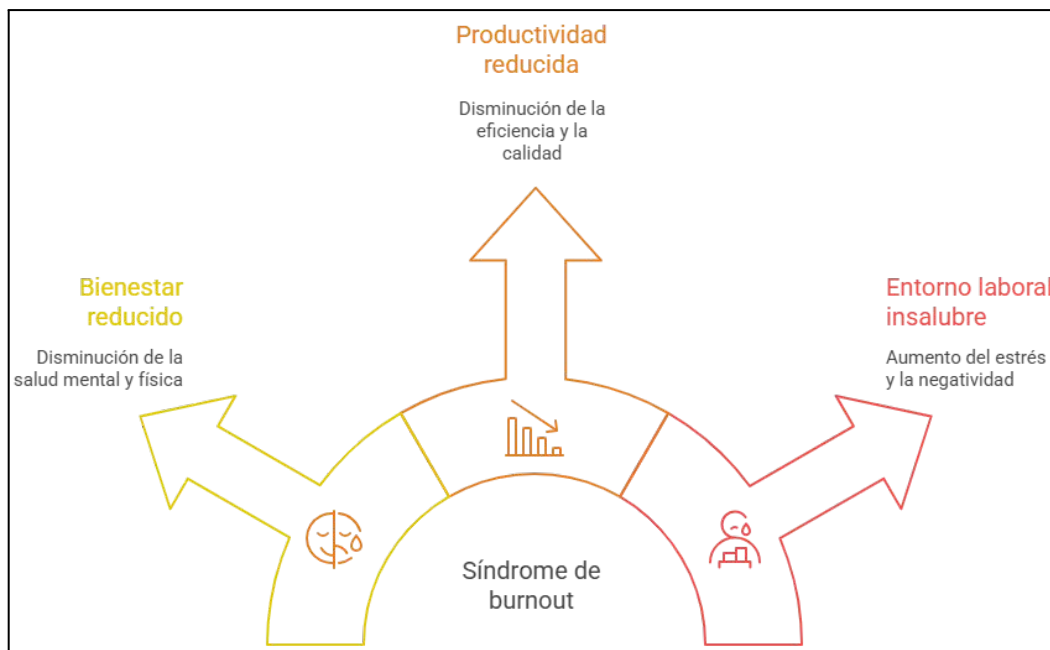 Productividad
reducida
Disminución de la
eficiencia y la
calidad
Bienestar
reducido
Disminución de la
salud mental y física
Entorno laboral
insalubre
Aumento del estrés
y la negatividad
Síndrome de
burnout